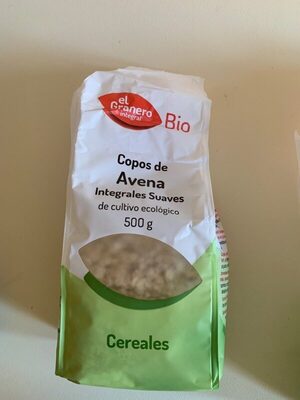 el
Granero
integral
Bio
Copos de
Avena
Integrales Suaves
de cultivo ecológico
500 g
Cereales